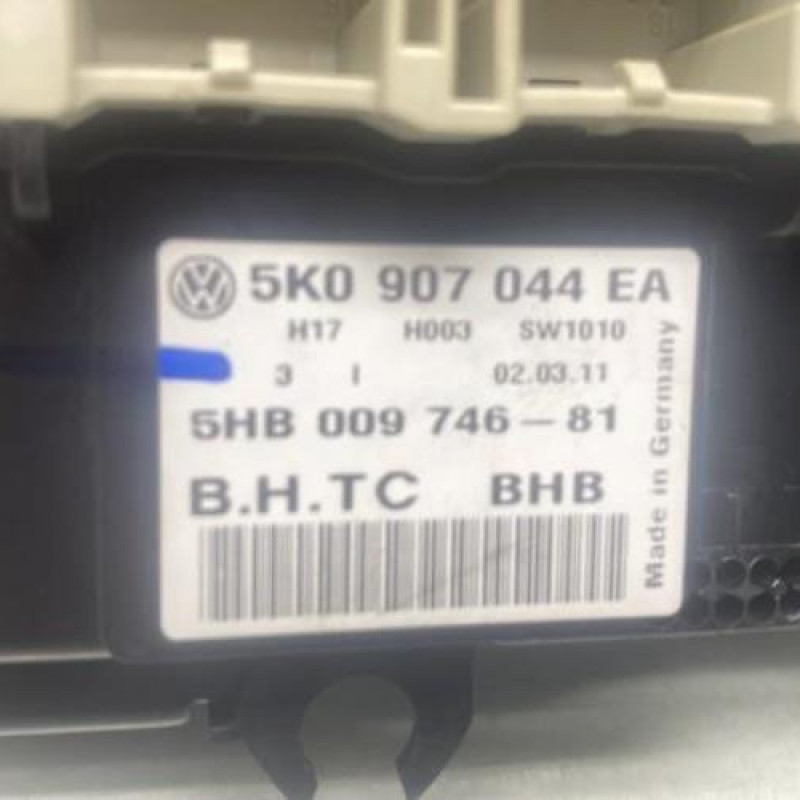 5K0 907 044 EA
H17 H003 SW1010
3 I 02.03.11
5HB 009 746-81
B.H.TC BHB
Made in Germany